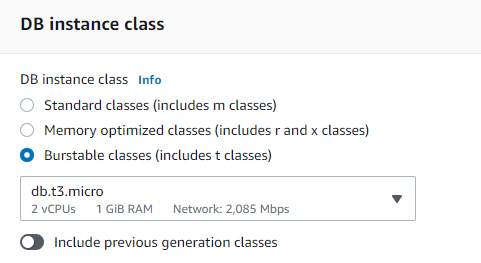 DB instance class
DB instance class Info
Standard classes (includes m classes)
Memory optimized classes (includes r and x classes)
Burstable classes (includes t classes)
db.t3.micro
2 vCPUs 1 GiB RAM Network: 2,085 Mbps
Include previous generation classes